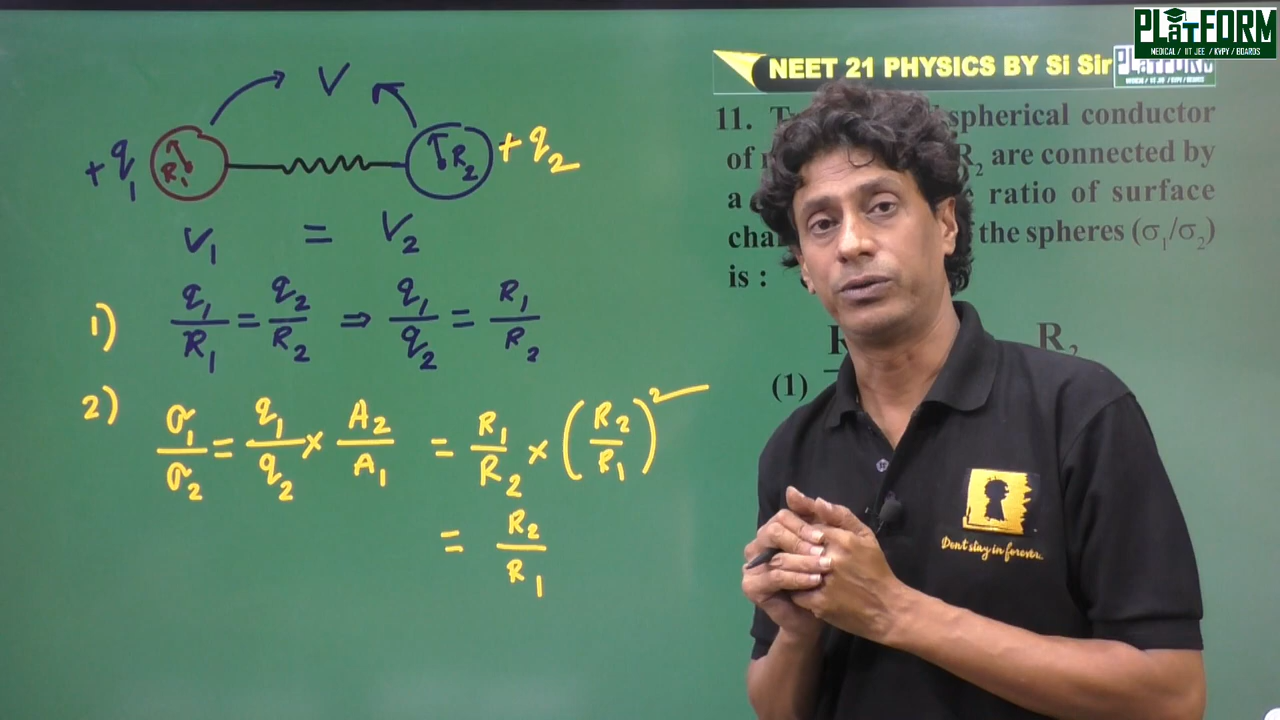 PLaTFORM
MEDICAL / IIT JEE / KVPY / BOARDS
NEET 21 PHYSICS BY Si Sir
PLaTFORM
11. spherical conductor
of R₂ are connected by
a ratio of surface
cha the spheres (σ₁/σ₂)
is :
(1) R₂
V
+q₁ R₁ R₂ +q₂
V₁ = V₂
1) q₁/R₁ = q₂/R₂ ⇒ q₁/q₂ = R₁/R₂
2) σ₁/σ₂ = q₁/q₂ × A₂/A₁ = R₁/R₂ × (R₂/R₁)²
= R₂/R₁
Dont stay in forever..